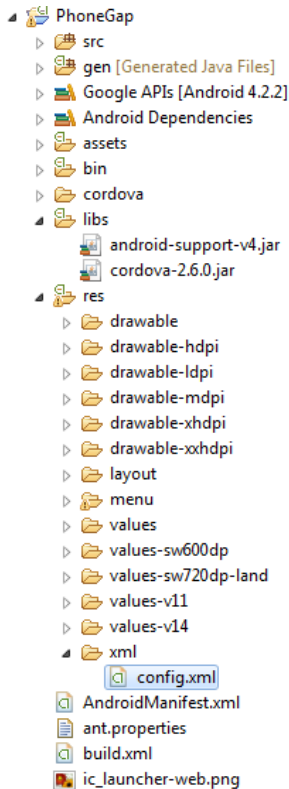 PhoneGap
src
gen [Generated Java Files]
Google APIs [Android 4.2.2]
Android Dependencies
assets
bin
cordova
libs
android-support-v4.jar
cordova-2.6.0.jar
res
drawable
drawable-hdpi
drawable-ldpi
drawable-mdpi
drawable-xhdpi
drawable-xxhdpi
layout
menu
values
values-sw600dp
values-sw720dp-land
values-v11
values-v14
xml
config.xml
AndroidManifest.xml
ant.properties
build.xml
ic_launcher-web.png